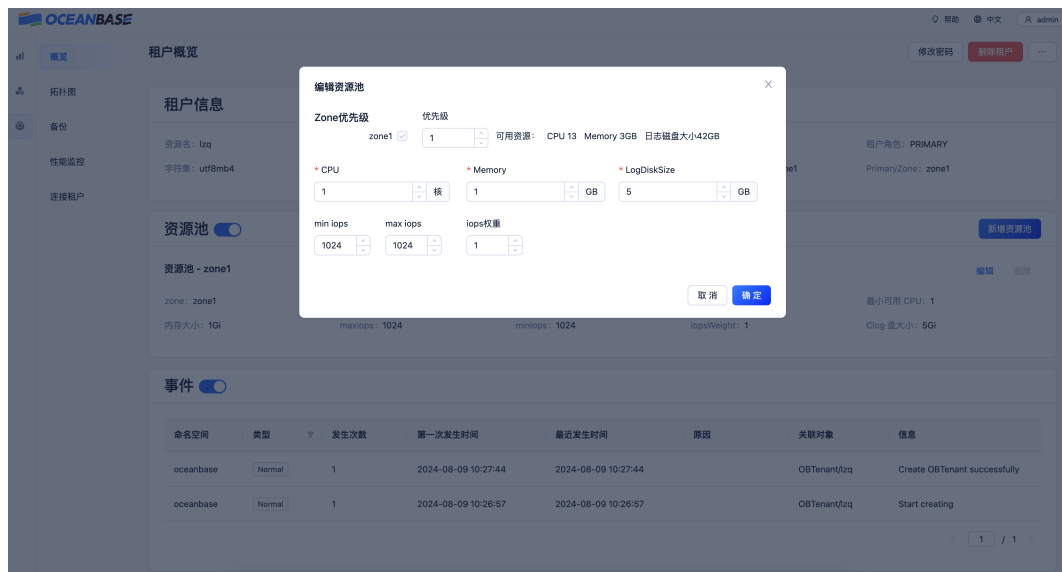 OCEANBASE
帮助 中文 admin
概览
拓扑图
备份
性能监控
连接租户
租户概览
修改密码 删除租户 ...
租户信息
资源名: lzq
租户角色: PRIMARY
字符集: utf8mb4
ne1
PrimaryZone: zone1
编辑资源池
Zone优先级 优先级
zone1 1 可用资源: CPU 13 Memory 3GB 日志磁盘大小42GB
* CPU * Memory * LogDiskSize
1 核 1 GB 5 GB
min iops max iops iops权重
1024 1024 1
取 消 确 定
资源池 新增资源池
资源池 - zone1 编辑 删除
zone: zone1 最小可用 CPU: 1
内存大小: 1Gi maxIops: 1024 minIops: 1024 iopsWeight: 1 Clog 盘大小: 5Gi
事件
命名空间 类型 发生次数 第一次发生时间 最近发生时间 原因 关联对象 信息
oceanbase Normal 1 2024-08-09 10:27:44 2024-08-09 10:27:44 OBTenant/lzq Create OBTenant successfully
oceanbase Normal 1 2024-08-09 10:26:57 2024-08-09 10:26:57 OBTenant/lzq Start creating
< 1 / 1 >